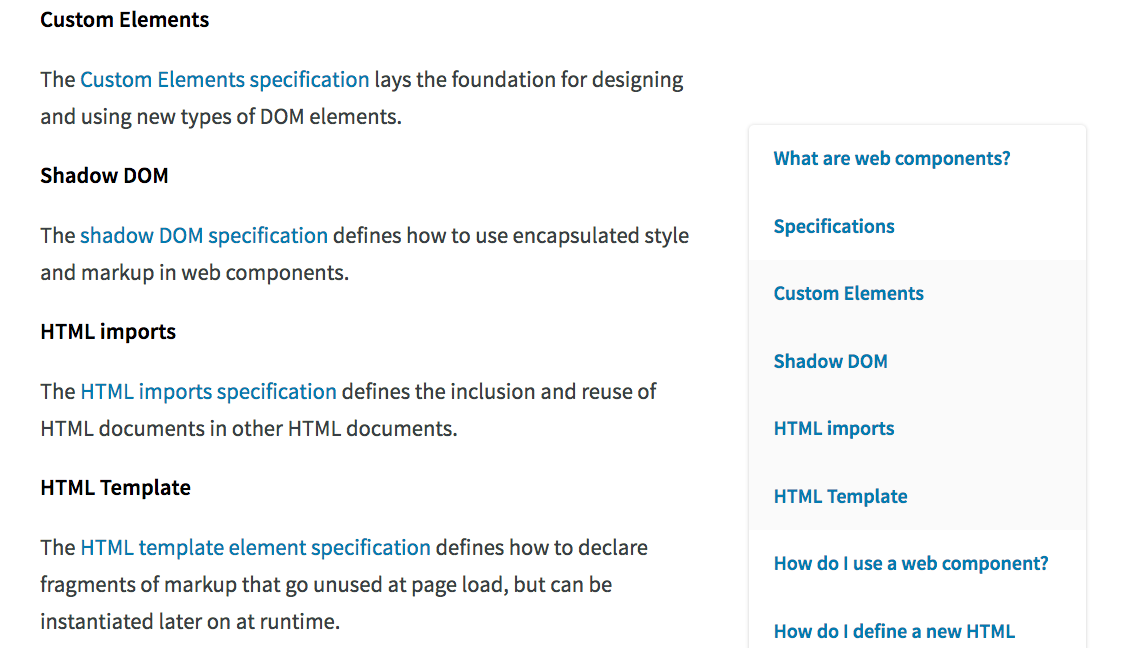 Custom Elements
The Custom Elements specification lays the foundation for designing
and using new types of DOM elements.
Shadow DOM
The shadow DOM specification defines how to use encapsulated style
and markup in web components.
HTML imports
The HTML imports specification defines the inclusion and reuse of
HTML documents in other HTML documents.
HTML Template
The HTML template element specification defines how to declare
fragments of markup that go unused at page load, but can be
instantiated later on at runtime.
What are web components?
Specifications
Custom Elements
Shadow DOM
HTML imports
HTML Template
How do I use a web component?
How do I define a new HTML